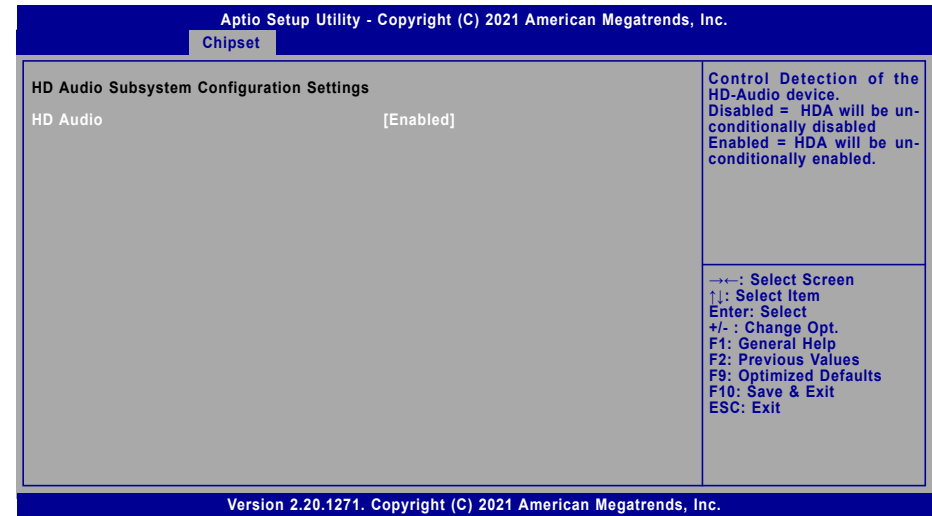 Aptio Setup Utility - Copyright (C) 2021 American Megatrends, Inc.
Chipset
HD Audio Subsystem Configuration Settings
HD Audio [Enabled]
Control Detection of the
HD-Audio device.
Disabled = HDA will be un-
conditionally disabled
Enabled = HDA will be un-
conditionally enabled.
→←: Select Screen
↑↓: Select Item
Enter: Select
+/- : Change Opt.
F1: General Help
F2: Previous Values
F9: Optimized Defaults
F10: Save & Exit
ESC: Exit
Version 2.20.1271. Copyright (C) 2021 American Megatrends, Inc.